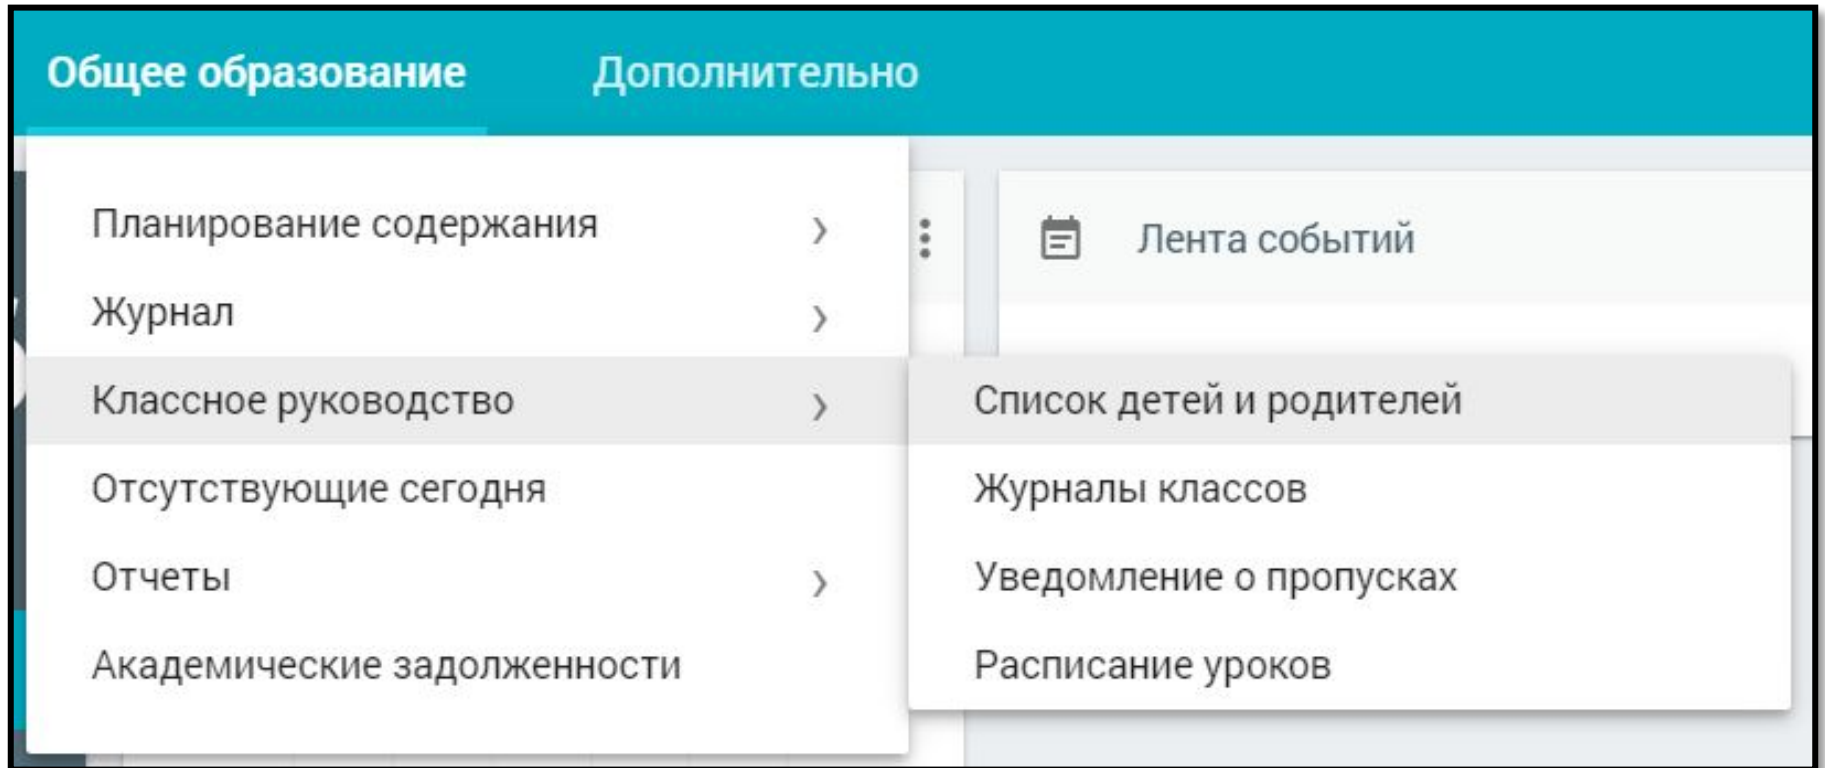 Общее образование
Дополнительно
Планирование содержания
Журнал
Классное руководство
Отсутствующие сегодня
Отчеты
Академические задолженности
Лента событий
Список детей и родителей
Журналы классов
Уведомление о пропусках
Расписание уроков